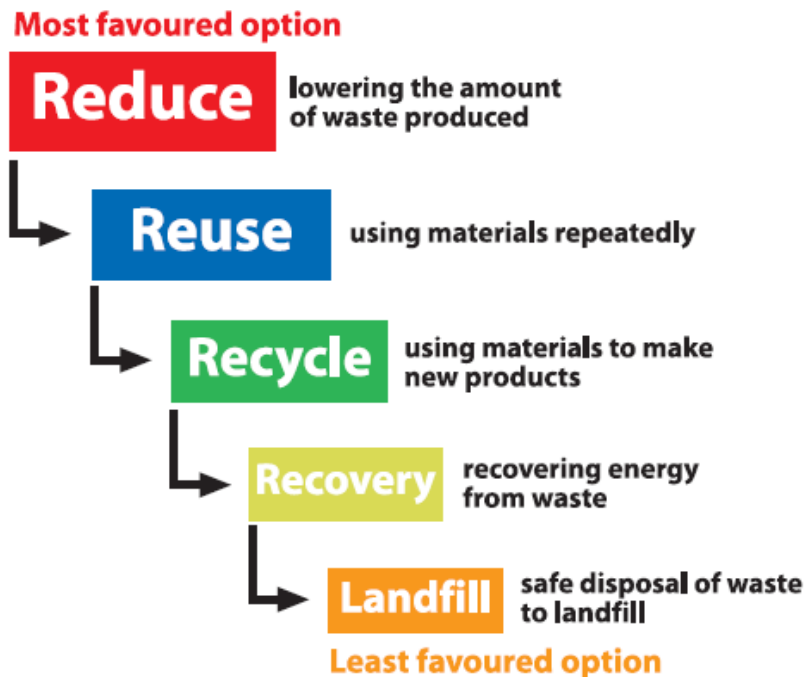 Most favoured option
Reduce
lowering the amount
of waste produced
Reuse
using materials repeatedly
Recycle
using materials to make
new products
Recovery
recovering energy
from waste
Landfill
safe disposal of waste
to landfill
Least favoured option